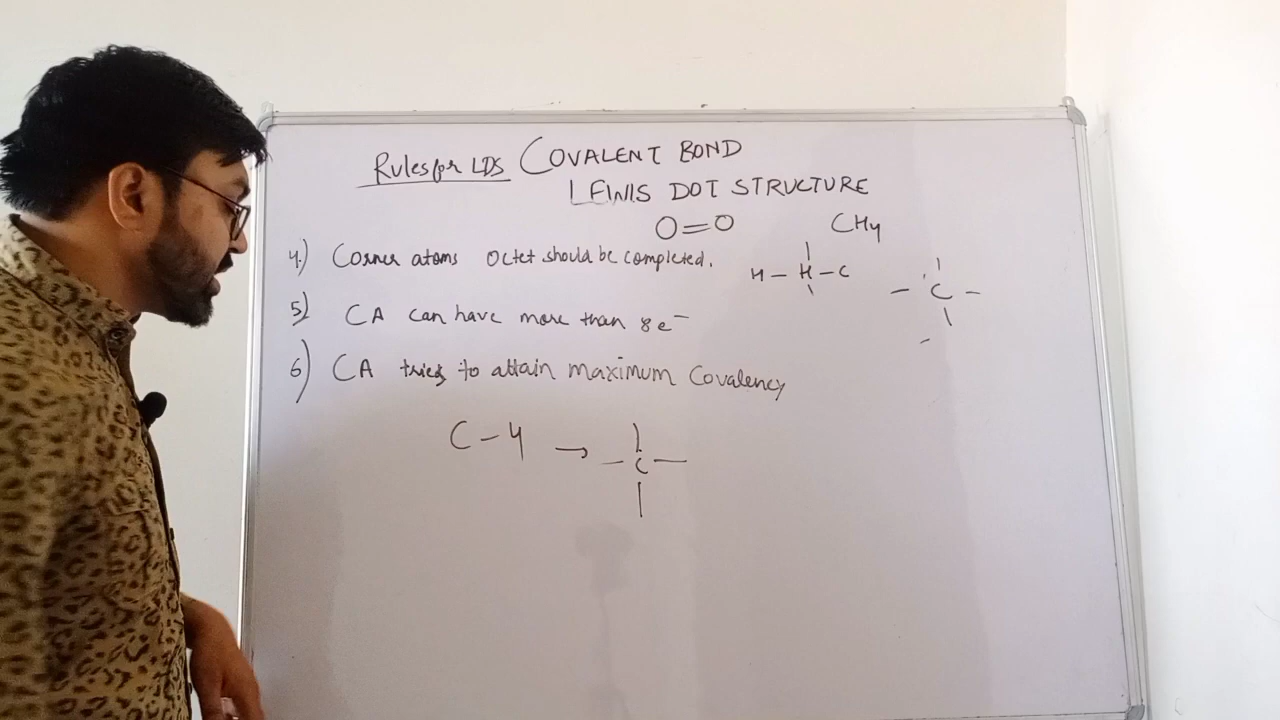 Rules for LDS COVALENT BOND
LEWIS DOT STRUCTURE
O=O CH4
4.) Corner atoms octet should be completed.
H – H – C
– C –
5) CA can have more than 8 e⁻
6) CA tries to attain maximum Covalency
C – 4 → – C –